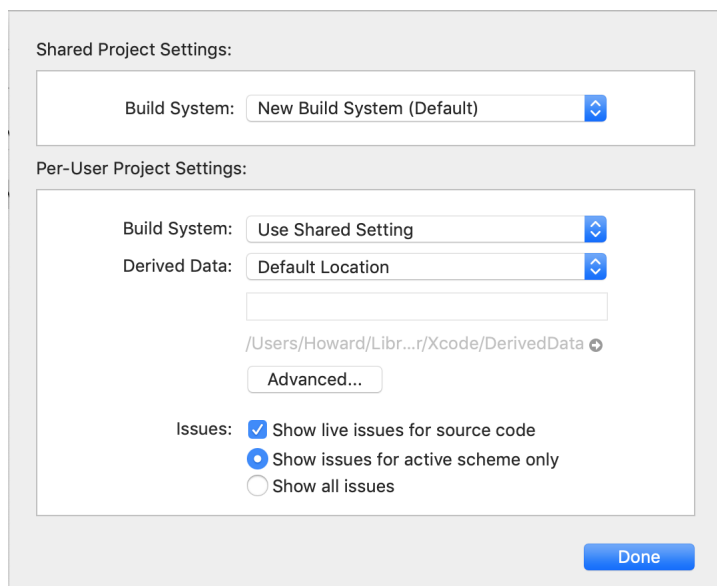 Shared Project Settings:
Build System: New Build System (Default)
Per-User Project Settings:
Build System: Use Shared Setting
Derived Data: Default Location
/Users/Howard/Libr...r/Xcode/DerivedData
Advanced...
Issues: Show live issues for source code
Show issues for active scheme only
Show all issues
Done